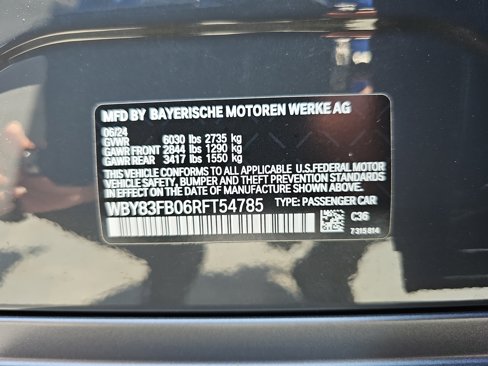 MFD BY BAYERISCHE MOTOREN WERKE AG
06/24
GVWR 6030 lbs 2735 kg
GAWR FRONT 2844 lbs 1290 kg
GAWR REAR 3417 lbs 1550 kg
THIS VEHICLE CONFORMS TO ALL APPLICABLE U.S. FEDERAL MOTOR
VEHICLE SAFETY, BUMPER, AND THEFT PREVENTION STANDARDS
IN EFFECT ON THE DATE OF MANUFACTURE SHOWN ABOVE.
WBY83FB06RFT54785 TYPE: PASSENGER CAR
C36
7315814